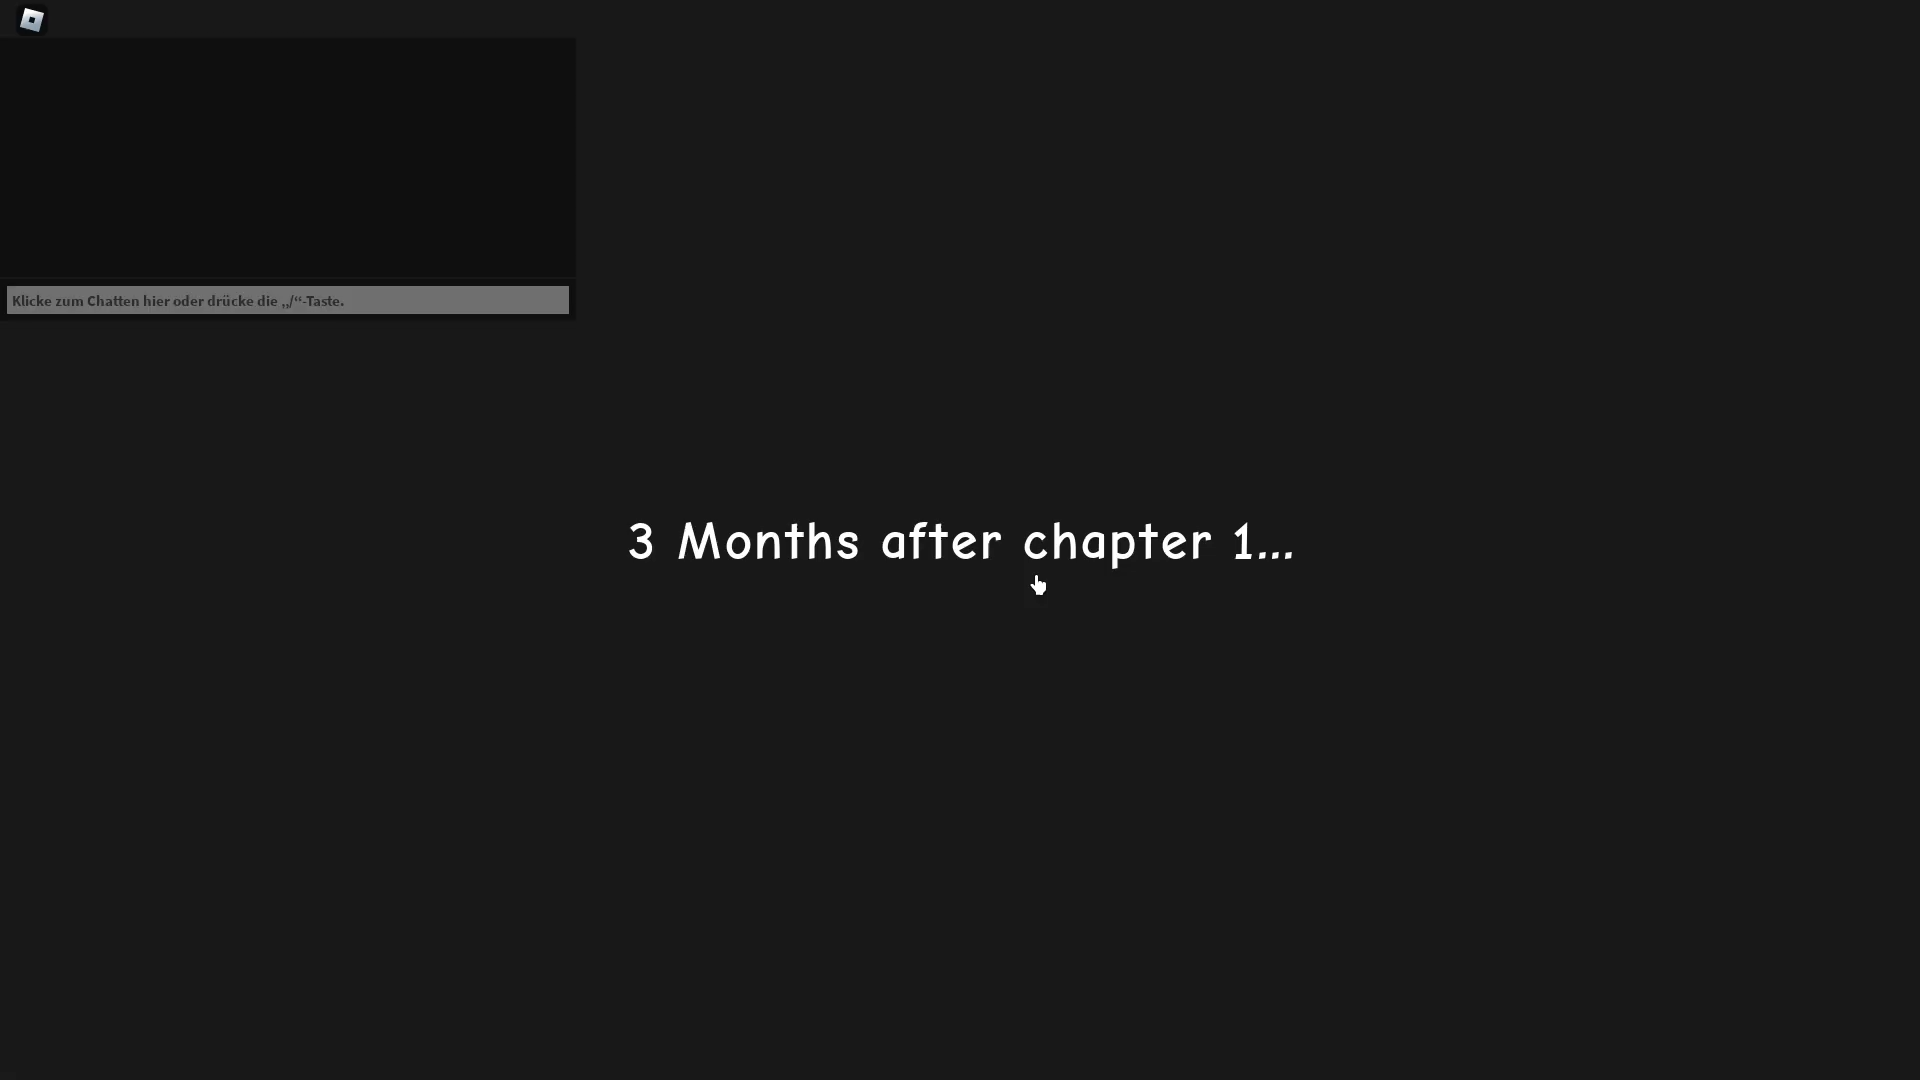 Klicke zum Chatten hier oder drücke die „/“-Taste.
3 Months after chapter 1...